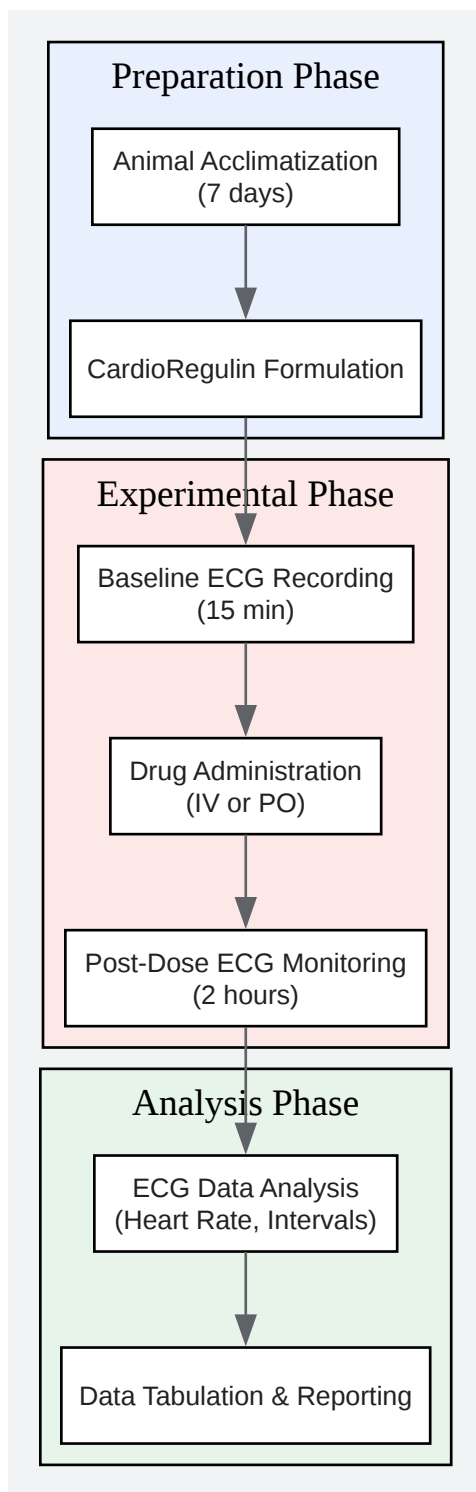 Preparation Phase
Animal Acclimatization
(7 days)
CardioRegulin Formulation
Experimental Phase
Baseline ECG Recording
(15 min)
Drug Administration
(IV or PO)
Post-Dose ECG Monitoring
(2 hours)
Analysis Phase
ECG Data Analysis
(Heart Rate, Intervals)
Data Tabulation & Reporting